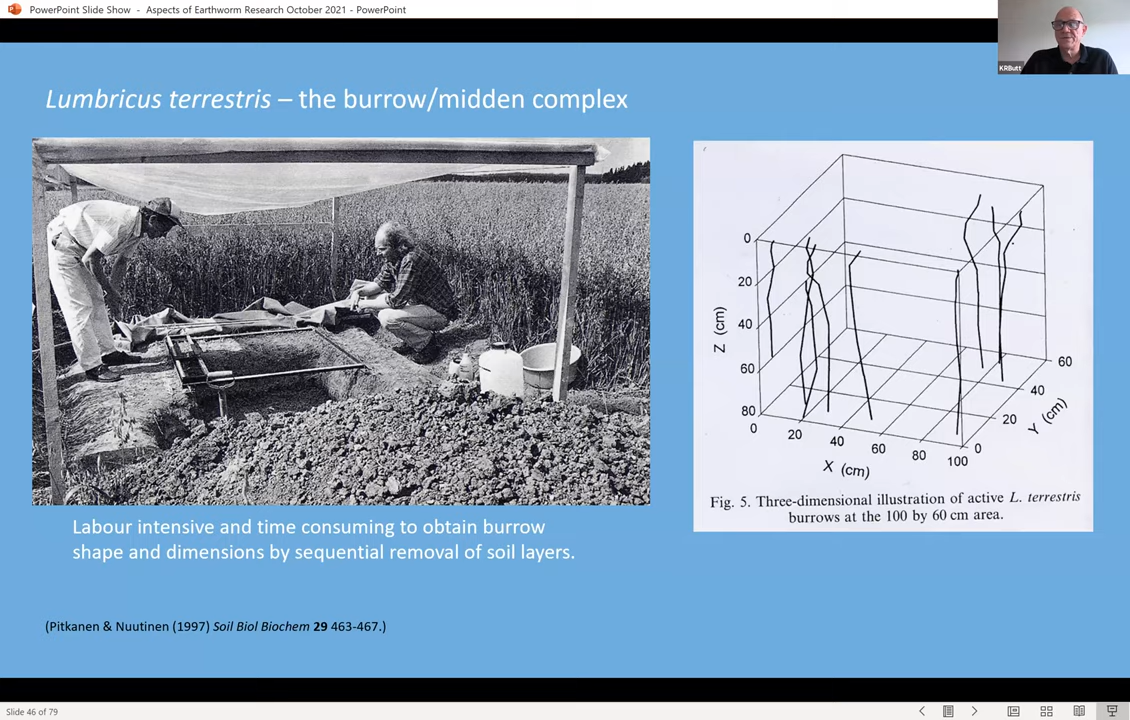 PowerPoint Slide Show - Aspects of Earthworm Research October 2021 - PowerPoint
KRButt
Lumbricus terrestris – the burrow/midden complex
0
20
40
60
80
Z (cm)
0
20
40
60
80
100
X (cm)
0
20
40
60
Y (cm)
Fig. 5. Three-dimensional illustration of active L. terrestris
burrows at the 100 by 60 cm area.
Labour intensive and time consuming to obtain burrow
shape and dimensions by sequential removal of soil layers.
(Pitkanen & Nuutinen (1997) Soil Biol Biochem 29 463-467.)
Slide 46 of 79